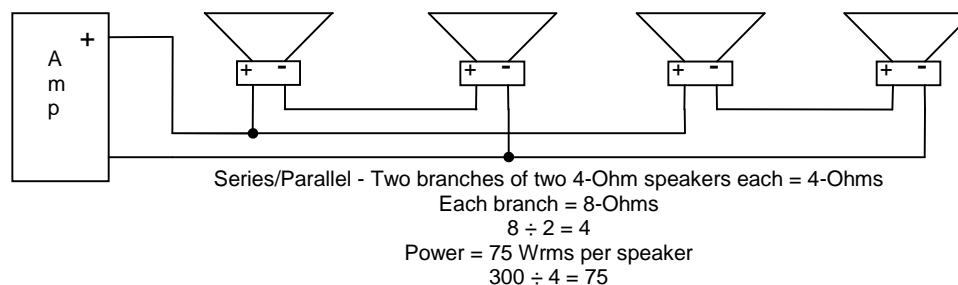 +
A
m
p
+ -
+ -
+ -
+ -
Series/Parallel - Two branches of two 4-Ohm speakers each = 4-Ohms
Each branch = 8-Ohms
8 ÷ 2 = 4
Power = 75 Wrms per speaker
300 ÷ 4 = 75